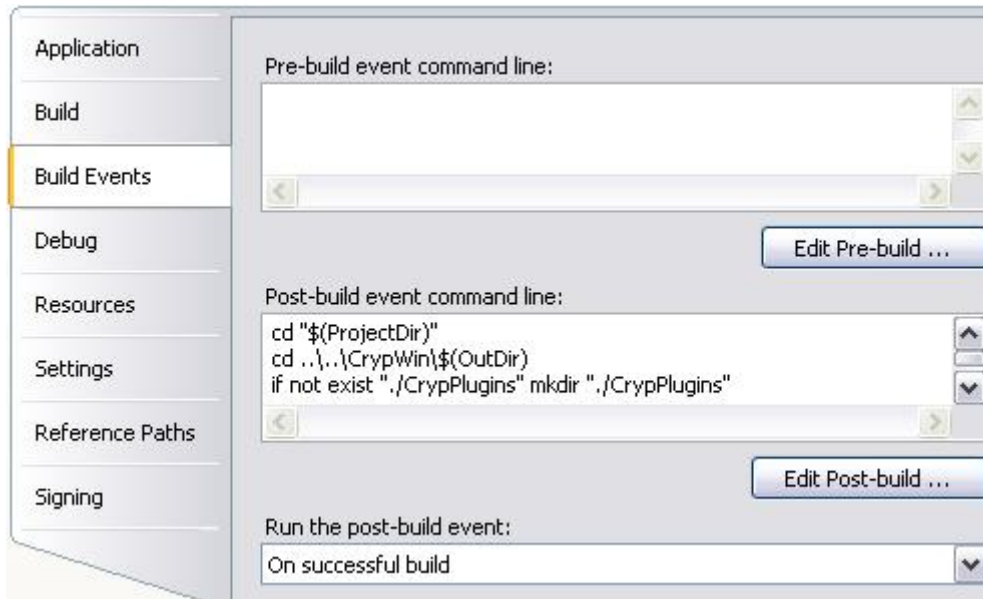 Application
Build
Build Events
Debug
Resources
Settings
Reference Paths
Signing
Pre-build event command line:
Edit Pre-build ...
Post-build event command line:
cd "$(ProjectDir)"
cd ..\..\CrypWin\$(OutDir)
if not exist "./CrypPlugins" mkdir "./CrypPlugins"
Edit Post-build ...
Run the post-build event:
On successful build